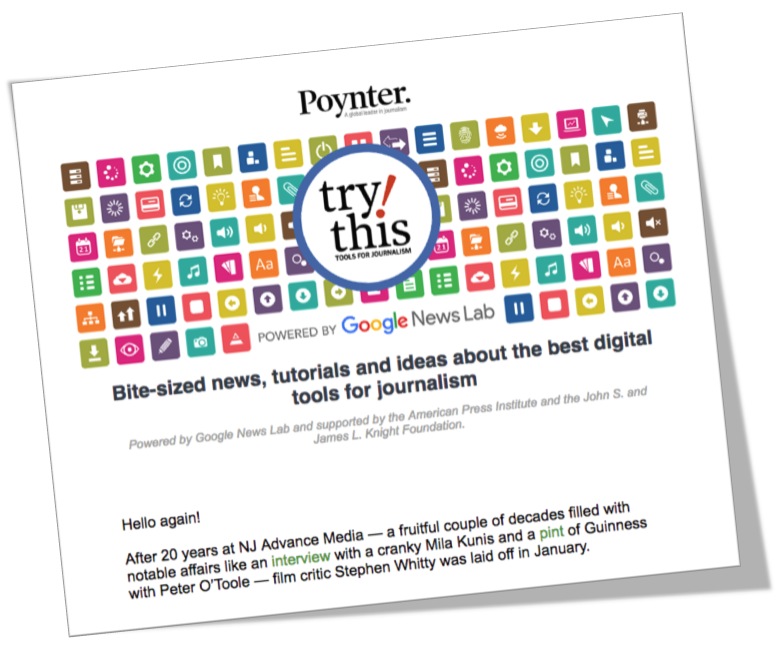 Poynter.
A global leader in journalism
try!
this
TOOLS FOR JOURNALISM
21
Aa
21
Aa
POWERED BY Google News Lab
Bite-sized news, tutorials and ideas about the best digital
tools for journalism
Powered by Google News Lab and supported by the American Press Institute and the John S. and
James L. Knight Foundation.
Hello again!
After 20 years at NJ Advance Media — a fruitful couple of decades filled with
notable affairs like an interview with a cranky Mila Kunis and a pint of Guinness
with Peter O'Toole — film critic Stephen Whitty was laid off in January.